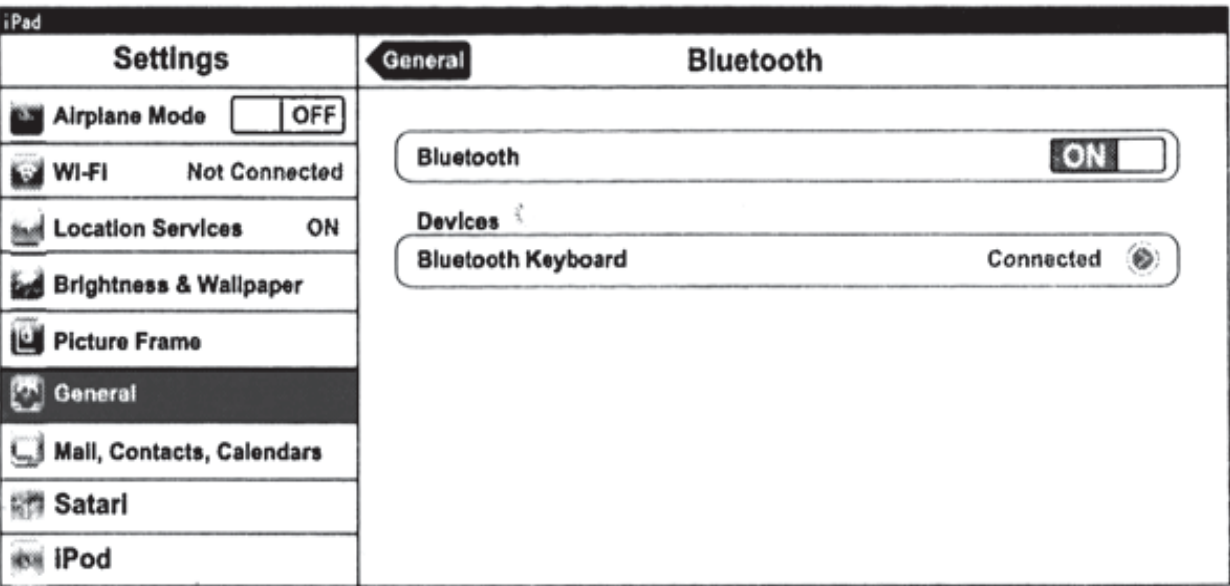 iPad
Settings
Airplane Mode OFF
Wi-Fi Not Connected
Location Services ON
Brightness & Wallpaper
Picture Frame
General
Mail, Contacts, Calendars
Satari
iPod
General
Bluetooth
Bluetooth ON
Devices
Bluetooth Keyboard Connected